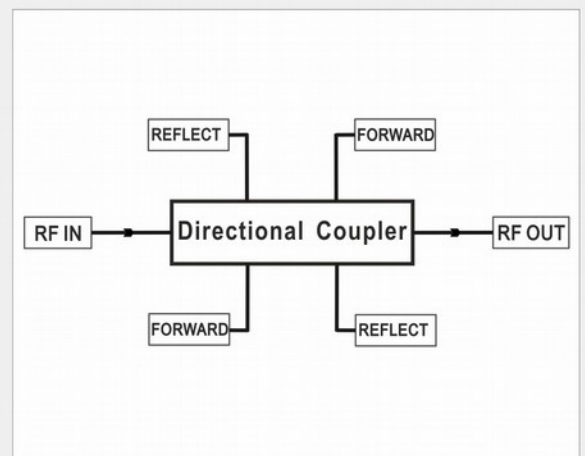 REFLECT
FORWARD
RF IN
Directional Coupler
RF OUT
FORWARD
REFLECT